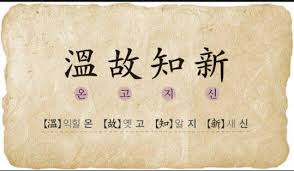 溫故知新
온 고 지 신
【溫】익힐 온 【故】옛 고 【知】알 지 【新】새 신